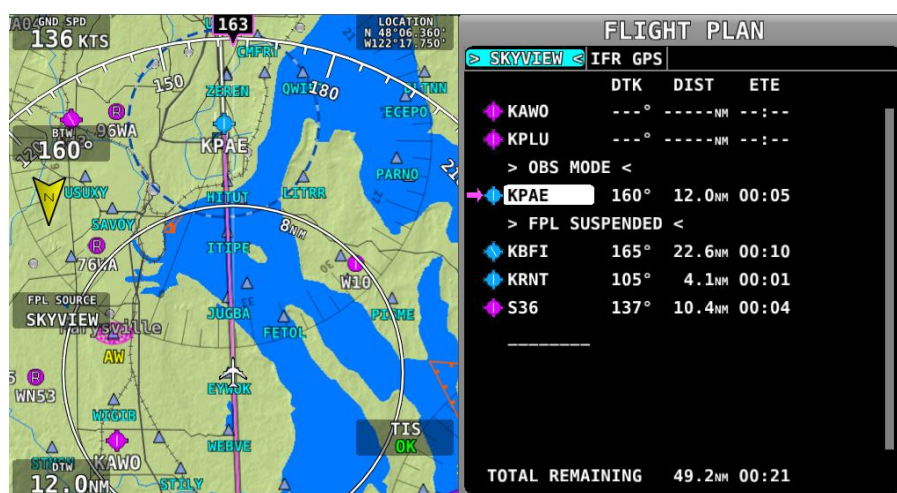 GND SPD
136 KTS
163
LOCATION
N 48°06.360'
W122°17.750'
CMFRT
150
180
ZEREN
ECEPO
96WA
BTW
160°
KPAE
PARNO
N
USUXY
HITUT
LITRR
SAVOY
8NM
ITIPE
76WA
W10
FPL SOURCE
SKYVIEW
JUGBA
FETOL
AW
EYWOK
WN53
WIGIB
TIS
OK
WEBVE
KAWO
DTW
12.0NM
STILY
FLIGHT PLAN
> SKYVIEW < IFR GPS
DTK DIST ETE
KAWO ---° -----NM --:--
KPLU ---° -----NM --:--
> OBS MODE <
KPAE 160° 12.0NM 00:05
> FPL SUSPENDED <
KBFI 165° 22.6NM 00:10
KRNT 105° 4.1NM 00:01
S36 137° 10.4NM 00:04
________
TOTAL REMAINING 49.2NM 00:21